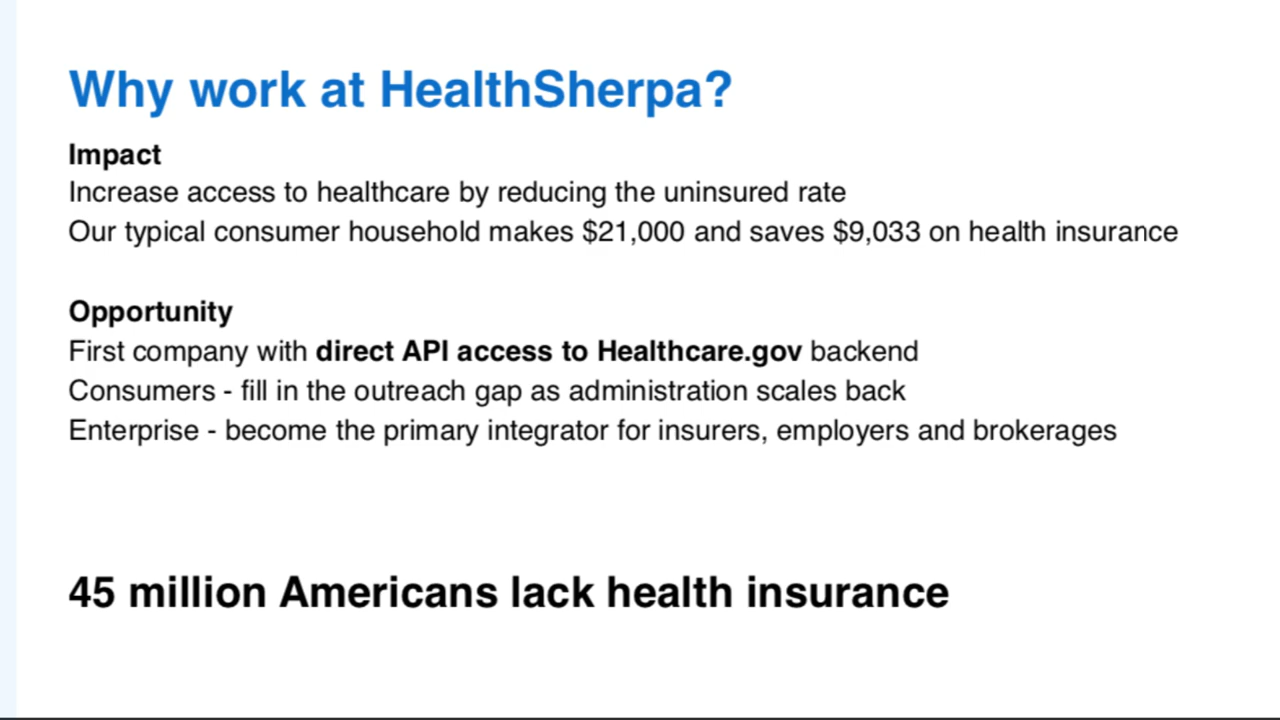 Why work at HealthSherpa?
Impact
Increase access to healthcare by reducing the uninsured rate
Our typical consumer household makes $21,000 and saves $9,033 on health insurance
Opportunity
First company with direct API access to Healthcare.gov backend
Consumers - fill in the outreach gap as administration scales back
Enterprise - become the primary integrator for insurers, employers and brokerages
45 million Americans lack health insurance